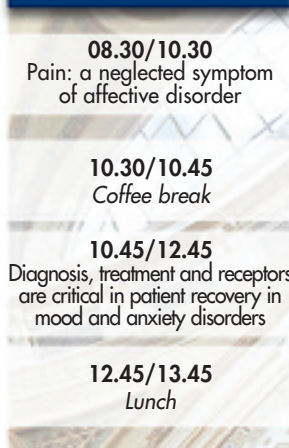 08.30/10.30
Pain: a neglected symptom
of affective disorder
10.30/10.45
Coffee break
10.45/12.45
Diagnosis, treatment and receptors
are critical in patient recovery in
mood and anxiety disorders
12.45/13.45
Lunch